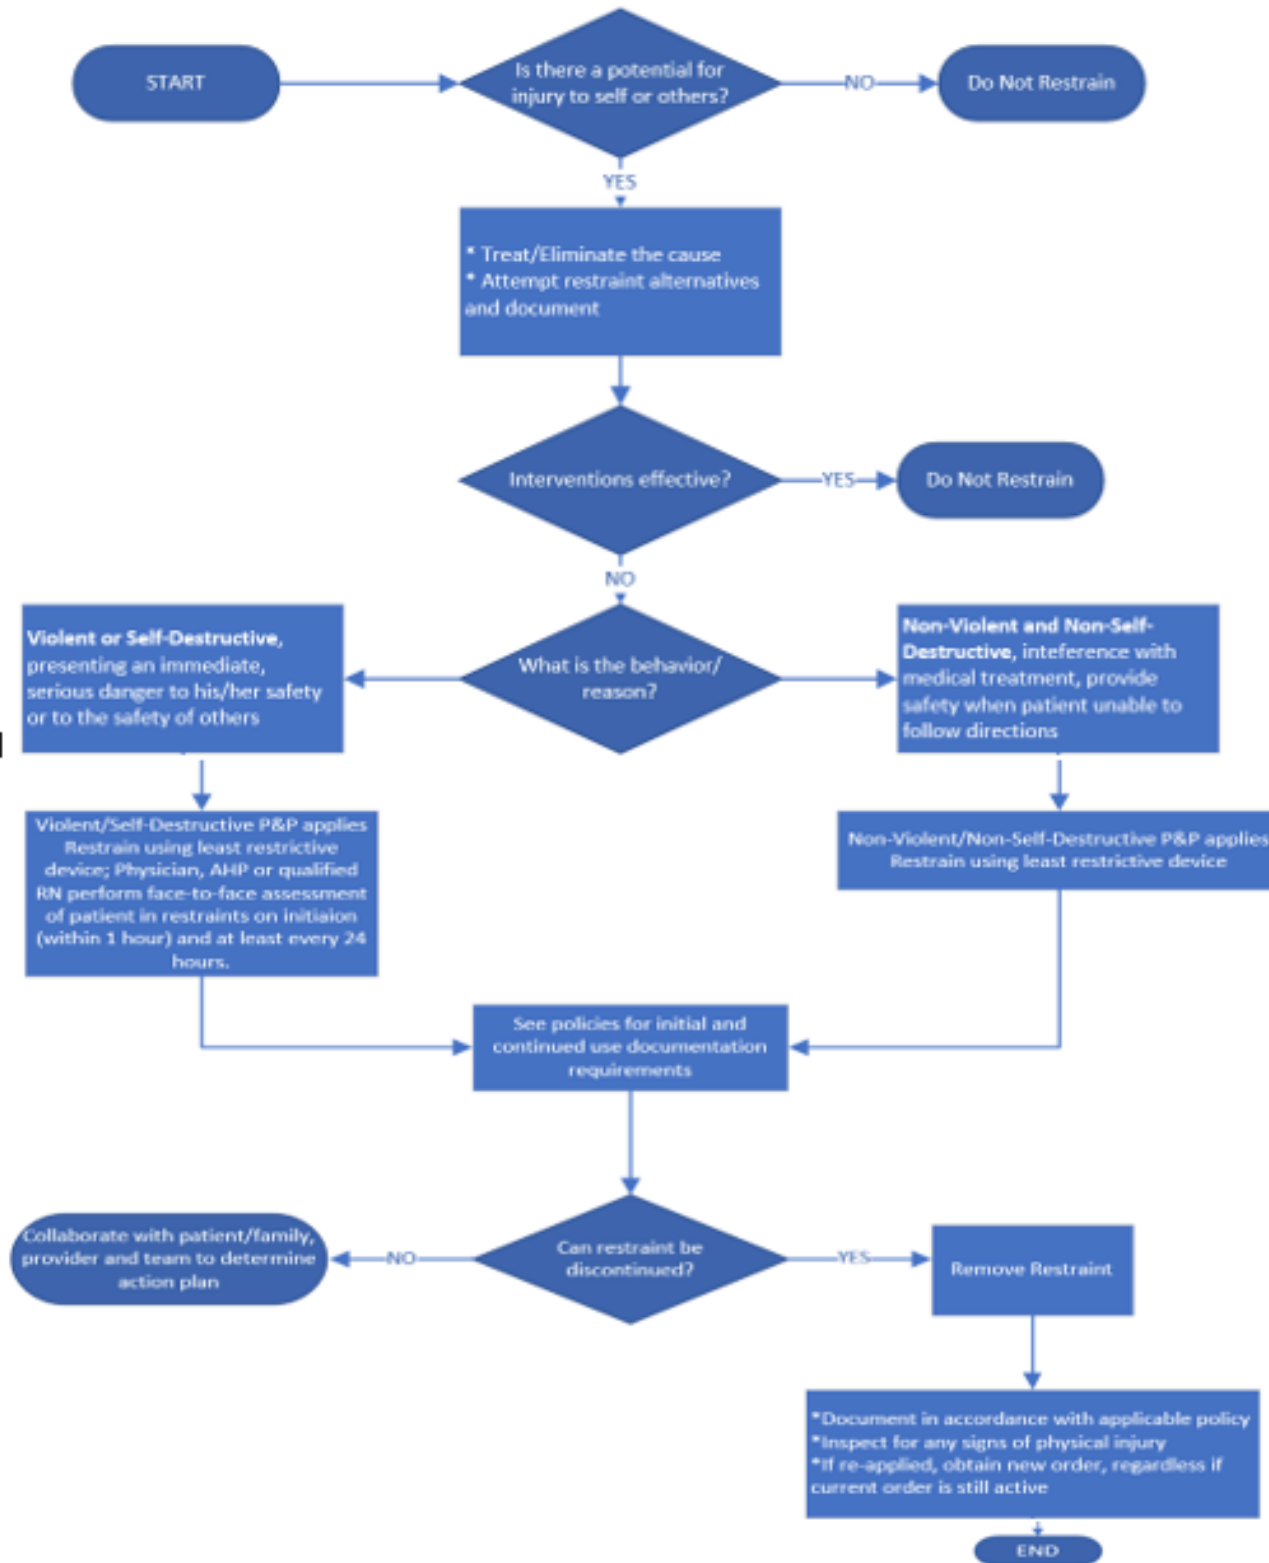 START
Is there a potential for
injury to self or others?
NO
Do Not Restrain
YES
* Treat/Eliminate the cause
* Attempt restraint alternatives
and document
Interventions effective?
YES
Do Not Restrain
NO
What is the behavior/
reason?
Violent or Self-Destructive,
presenting an immediate,
serious danger to his/her safety
or to the safety of others
Non-Violent and Non-Self-
Destructive, inteference with
medical treatment, provide
safety when patient unable to
follow directions
Violent/Self-Destructive P&P applies
Restrain using least restrictive
device; Physician, AHP or qualified
RN perform face-to-face assessment
of patient in restraints on initiaion
(within 1 hour) and at least every 24
hours.
Non-Violent/Non-Self-Destructive P&P applies
Restrain using least restrictive device
See policies for initial and
continued use documentation
requirements
Can restraint be
discontinued?
NO
Collaborate with patient/family,
provider and team to determine
action plan
YES
Remove Restraint
*Document in accordance with applicable policy
*Inspect for any signs of physical injury
*If re-applied, obtain new order, regardless if
current order is still active
END